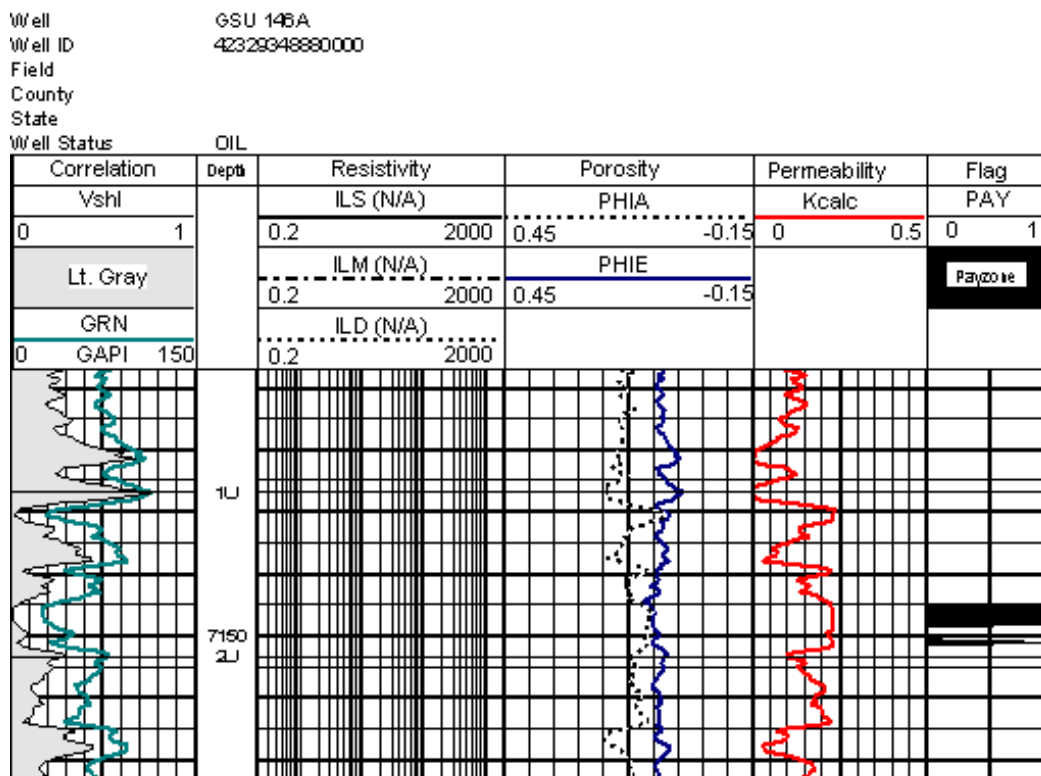 Well GSU 146A
Well ID 42329348880000
Field
County
State
Well Status OIL
Correlation Depth Resistivity Porosity Permeability Flag
Vshl ILS (N/A) PHIA Kcalc PAY
0 1 0.2 2000 0.45 -0.15 0 0.5 0 1
Lt. Gray ILM (N/A) PHIE Payzone
0.2 2000 0.45 -0.15
GRN ILD (N/A)
0 GAPI 150 0.2 2000
1U
7150
2U